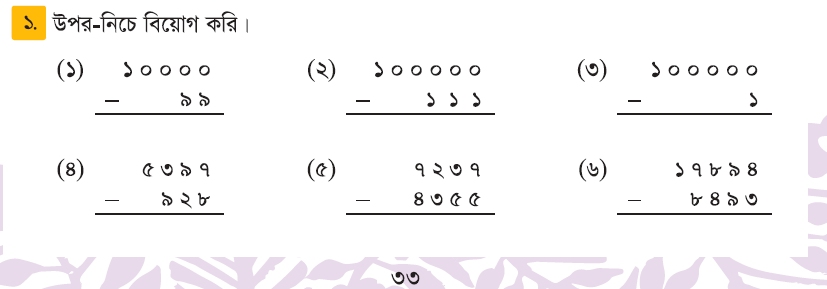 ১. উপর-নিচে বিয়োগ করি।
(১) ১০০০০ (২) ১০০০০০ (৩) ১০০০০০
− ৯৯ − ১১১ − ১
(৪) ৫৩৯৭ (৫) ৭২৩৭ (৬) ১৭৮৯৪
− ৯২৮ − ৪৩৫৫ − ৮৪৯৩
৩৩